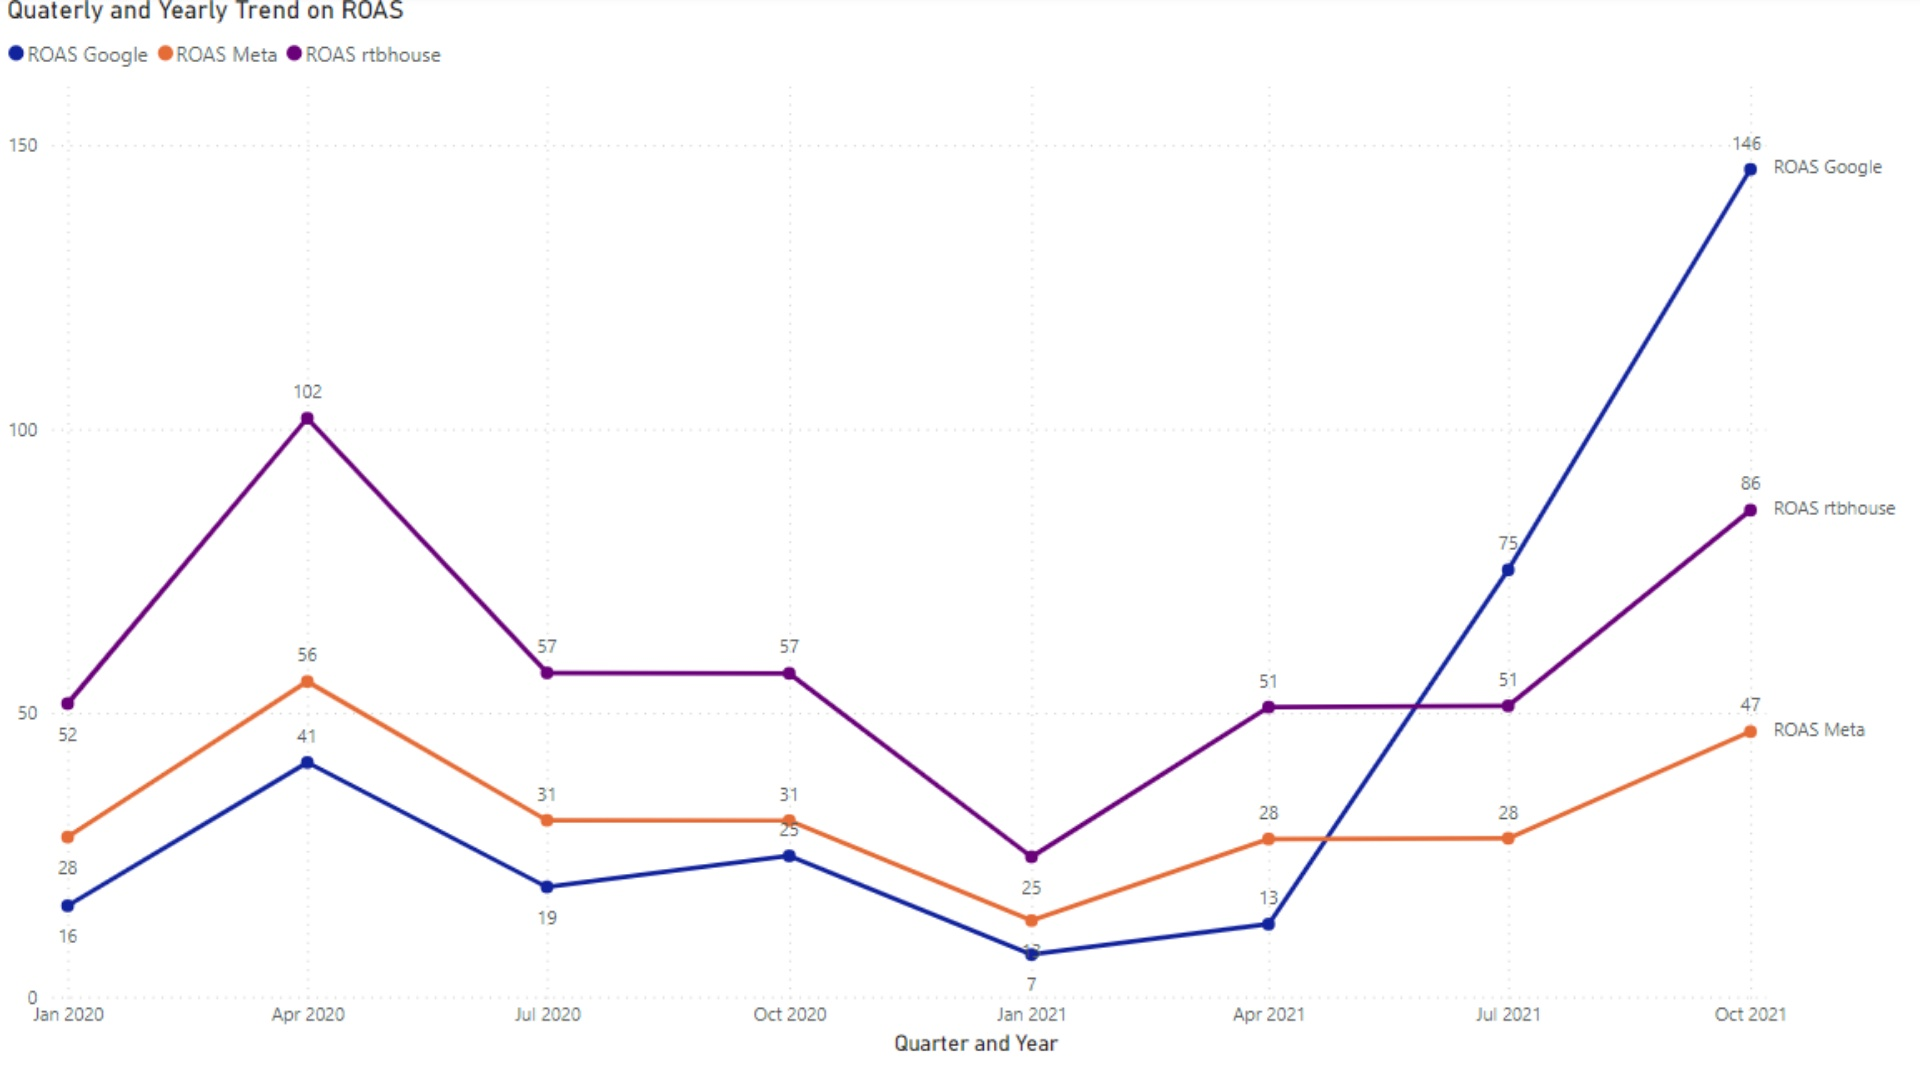 Quaterly and Yearly Trend on ROAS
ROAS Google ROAS Meta ROAS rtbhouse
150
146
ROAS Google
102
100
86
ROAS rtbhouse
75
57
57
56
51
51
50
52
41
47
ROAS Meta
31
31
25
28
28
28
25
13
16
19
13
7
0
Jan 2020
Apr 2020
Jul 2020
Oct 2020
Jan 2021
Apr 2021
Jul 2021
Oct 2021
Quarter and Year